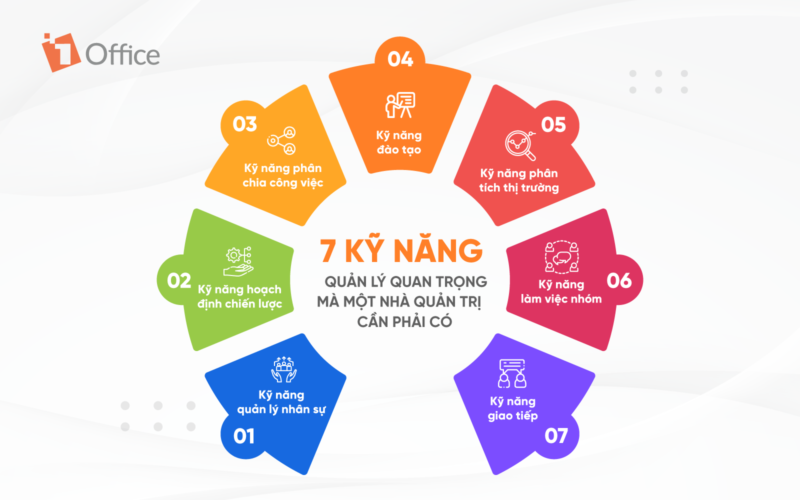 1Office
7 KỸ NĂNG
QUẢN LÝ QUAN TRỌNG
MÀ MỘT NHÀ QUẢN TRỊ
CẦN PHẢI CÓ
01
Kỹ năng
quản lý nhân sự
02
Kỹ năng hoạch
định chiến lược
03
Kỹ năng phân
chia công việc
04
Kỹ năng
đào tạo
05
Kỹ năng phân
tích thị trường
06
Kỹ năng
làm việc nhóm
07
Kỹ năng
giao tiếp